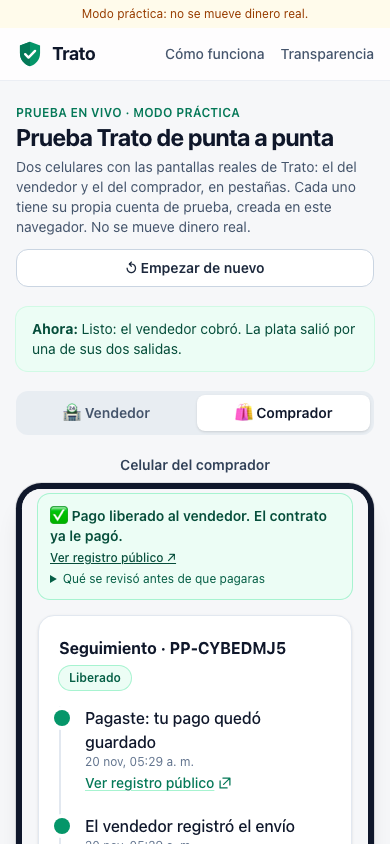 Modo práctica: no se mueve dinero real.
Trato
Cómo funciona
Transparencia
PRUEBA EN VIVO · MODO PRÁCTICA
Prueba Trato de punta a punta
Dos celulares con las pantallas reales de Trato: el del
vendedor y el del comprador, en pestañas. Cada uno
tiene su propia cuenta de prueba, creada en este
navegador. No se mueve dinero real.
↺ Empezar de nuevo
Ahora: Listo: el vendedor cobró. La plata salió por
una de sus dos salidas.
Vendedor
Comprador
Celular del comprador
✅ Pago liberado al vendedor. El contrato
ya le pagó.
Ver registro público ↗
▶ Qué se revisó antes de que pagaras
Seguimiento · PP-CYBEDMJ5
Liberado
Pagaste: tu pago quedó
guardado
20 nov, 05:29 a. m.
Ver registro público
El vendedor registró el envío